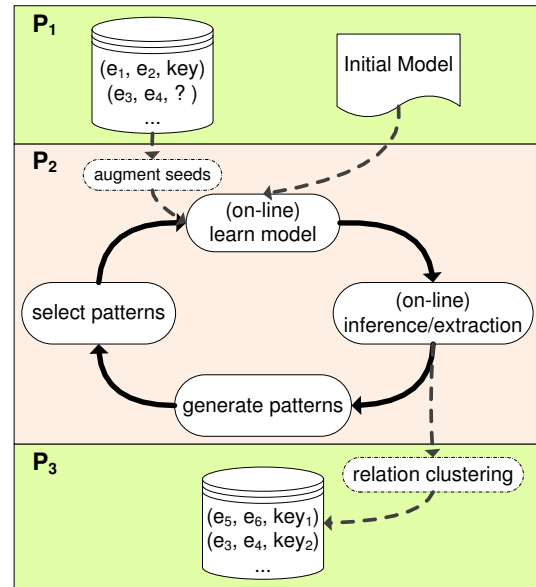 P₁
(e₁, e₂, key)
(e₃, e₄, ? )
...
Initial Model
P₂
augment seeds
(on-line)
learn model
select patterns
(on-line)
inference/extraction
generate patterns
P₃
relation clustering
(e₅, e₆, key₁)
(e₃, e₄, key₂)
...